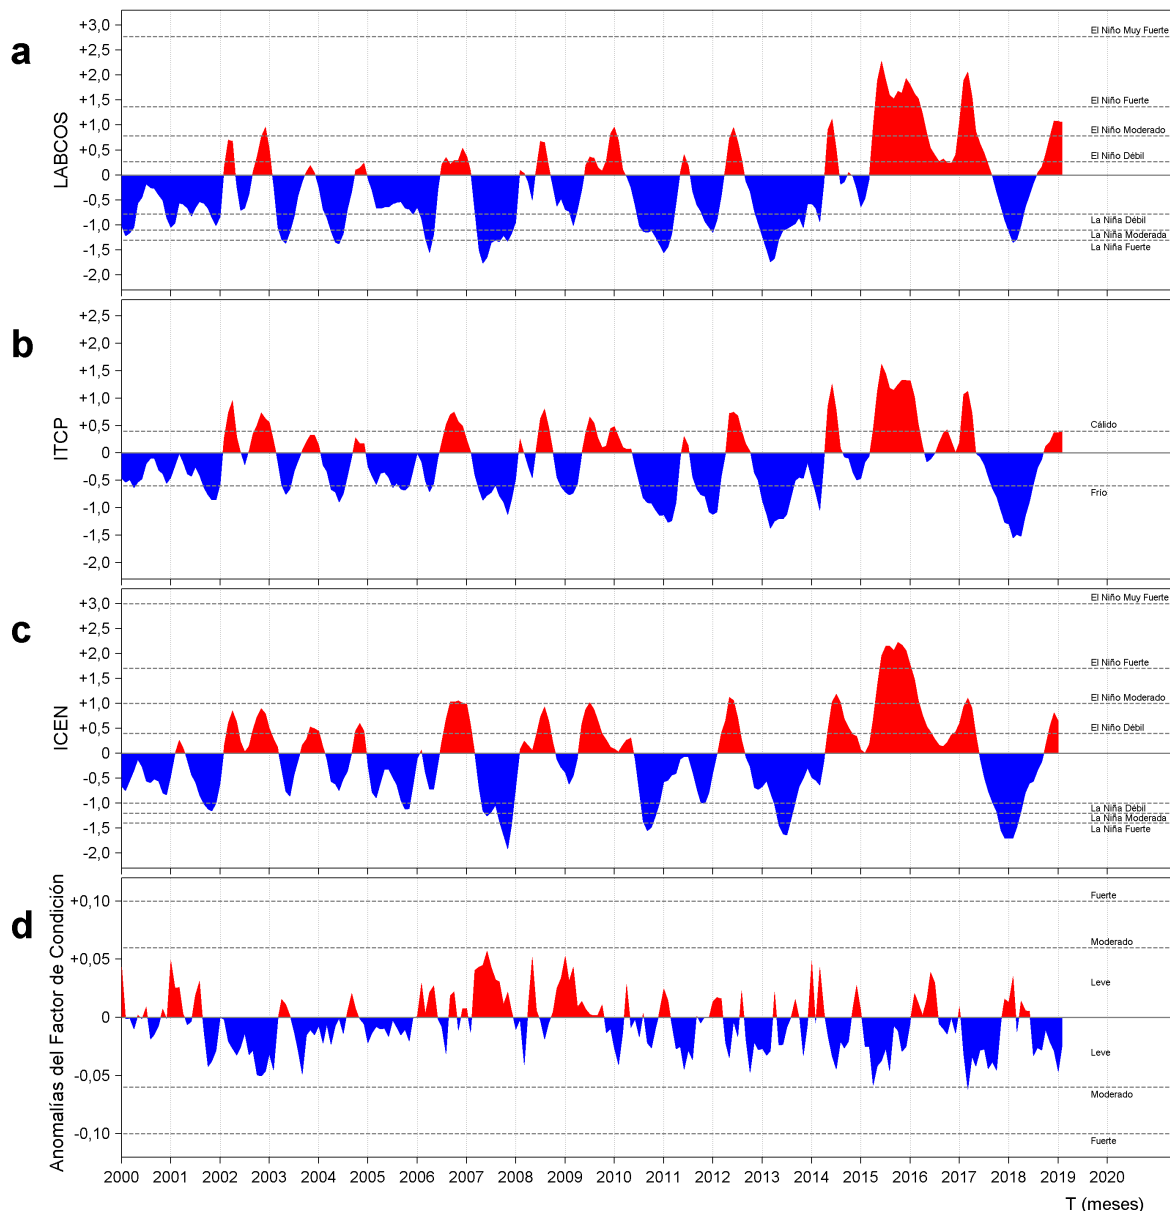 a
LABCOS
+3,0
+2,5
+2,0
+1,5
+1,0
+0,5
0
-0,5
-1,0
-1,5
-2,0
El Niño Muy Fuerte
El Niño Fuerte
El Niño Moderado
El Niño Débil
La Niña Débil
La Niña Moderada
La Niña Fuerte
b
ITCP
+2,5
+2,0
+1,5
+1,0
+0,5
0
-0,5
-1,0
-1,5
-2,0
Cálido
Frío
c
ICEN
+3,0
+2,5
+2,0
+1,5
+1,0
+0,5
0
-0,5
-1,0
-1,5
-2,0
El Niño Muy Fuerte
El Niño Fuerte
El Niño Moderado
El Niño Débil
La Niña Débil
La Niña Moderada
La Niña Fuerte
d
Anomalías del Factor de Condición
+0,10
+0,05
0
-0,05
-0,10
Fuerte
Moderado
Leve
Leve
Moderado
Fuerte
2000 2001 2002 2003 2004 2005 2006 2007 2008 2009 2010 2011 2012 2013 2014 2015 2016 2017 2018 2019 2020
T (meses)